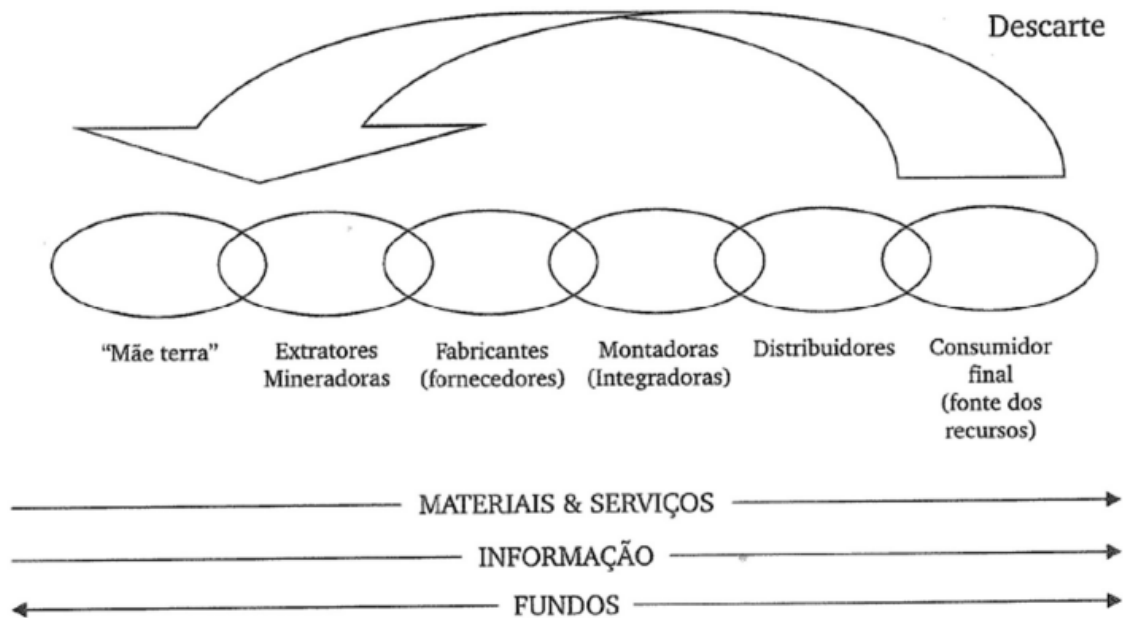 Descarte
“Mãe terra”
Extratores
Mineradoras
Fabricantes
(fornecedores)
Montadoras
(Integradoras)
Distribuidores
Consumidor
final
(fonte dos
recursos)
MATERIAIS & SERVIÇOS
INFORMAÇÃO
FUNDOS